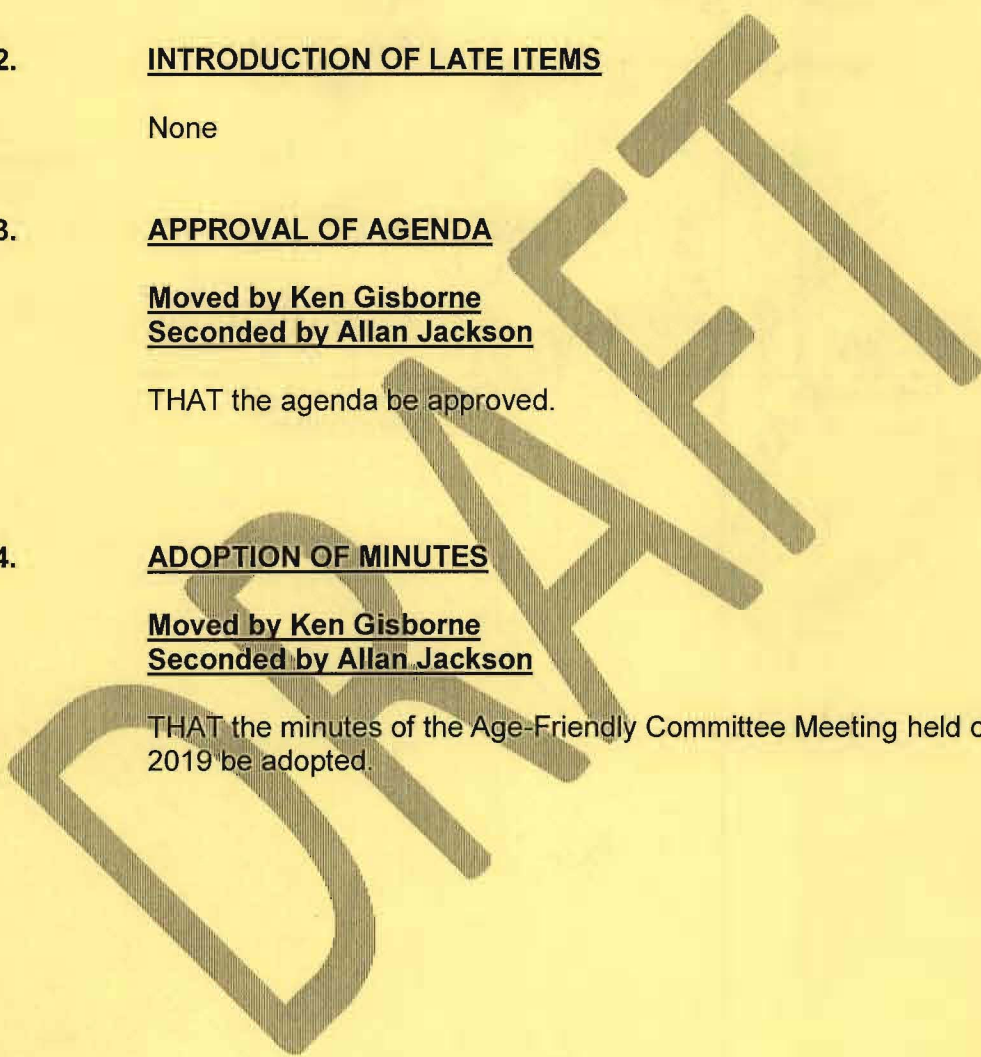 2. INTRODUCTION OF LATE ITEMS
None
3. APPROVAL OF AGENDA
Moved by Ken Gisborne
Seconded by Allan Jackson
THAT the agenda be approved.
4. ADOPTION OF MINUTES
Moved by Ken Gisborne
Seconded by Allan Jackson
THAT the minutes of the Age-Friendly Committee Meeting held
2019 be adopted.
DRAFT